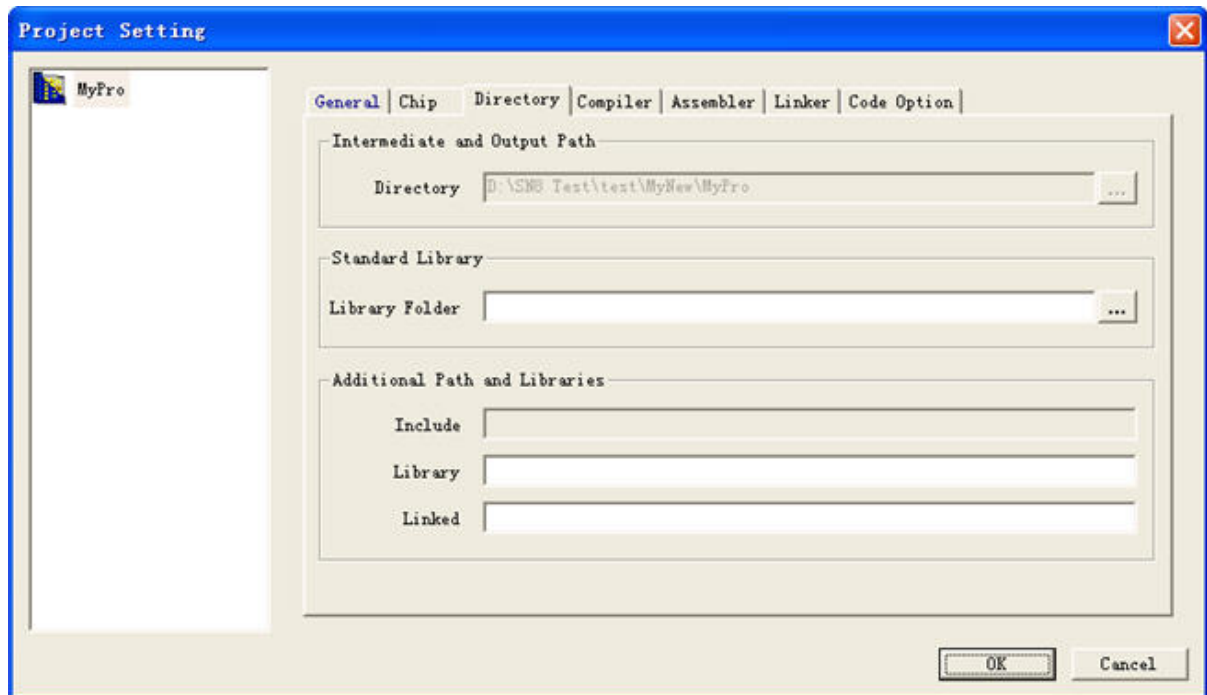 Project Setting
MyPro
General Chip Directory Compiler Assembler Linker Code Option
Intermediate and Output Path
Directory D:\SN8 Test\test\MyNew\MyPro ...
Standard Library
Library Folder ...
Additional Path and Libraries
Include
Library
Linked
OK Cancel